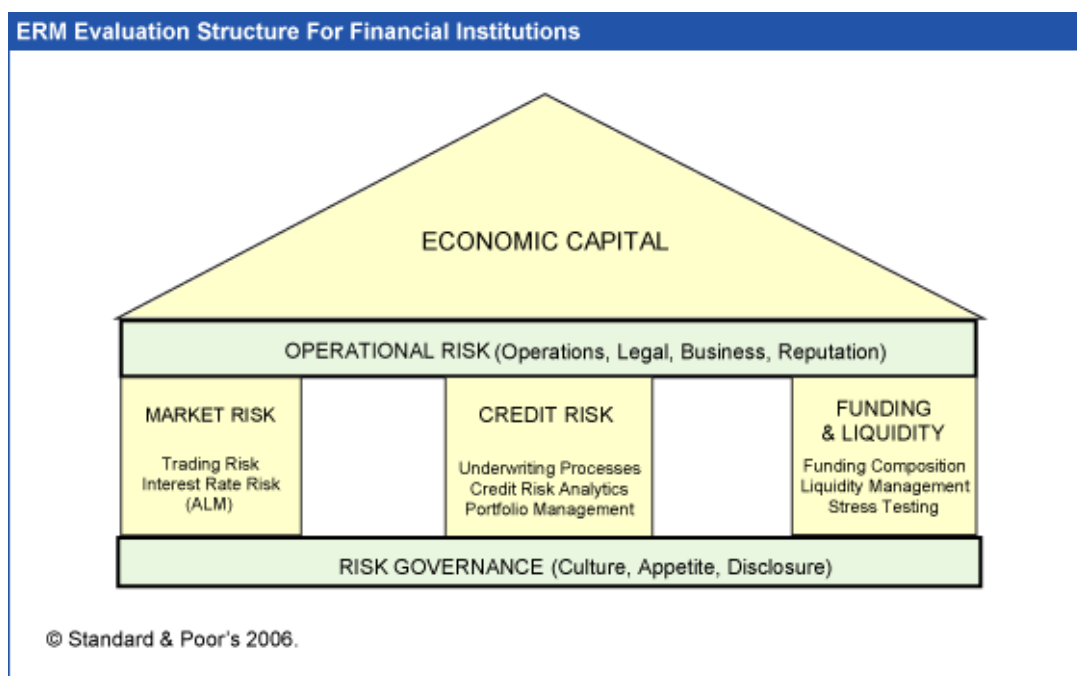 ERM Evaluation Structure For Financial Institutions
ECONOMIC CAPITAL
OPERATIONAL RISK (Operations, Legal, Business, Reputation)
MARKET RISK
Trading Risk
Interest Rate Risk
(ALM)
CREDIT RISK
Underwriting Processes
Credit Risk Analytics
Portfolio Management
FUNDING
& LIQUIDITY
Funding Composition
Liquidity Management
Stress Testing
RISK GOVERNANCE (Culture, Appetite, Disclosure)
© Standard & Poor's 2006.